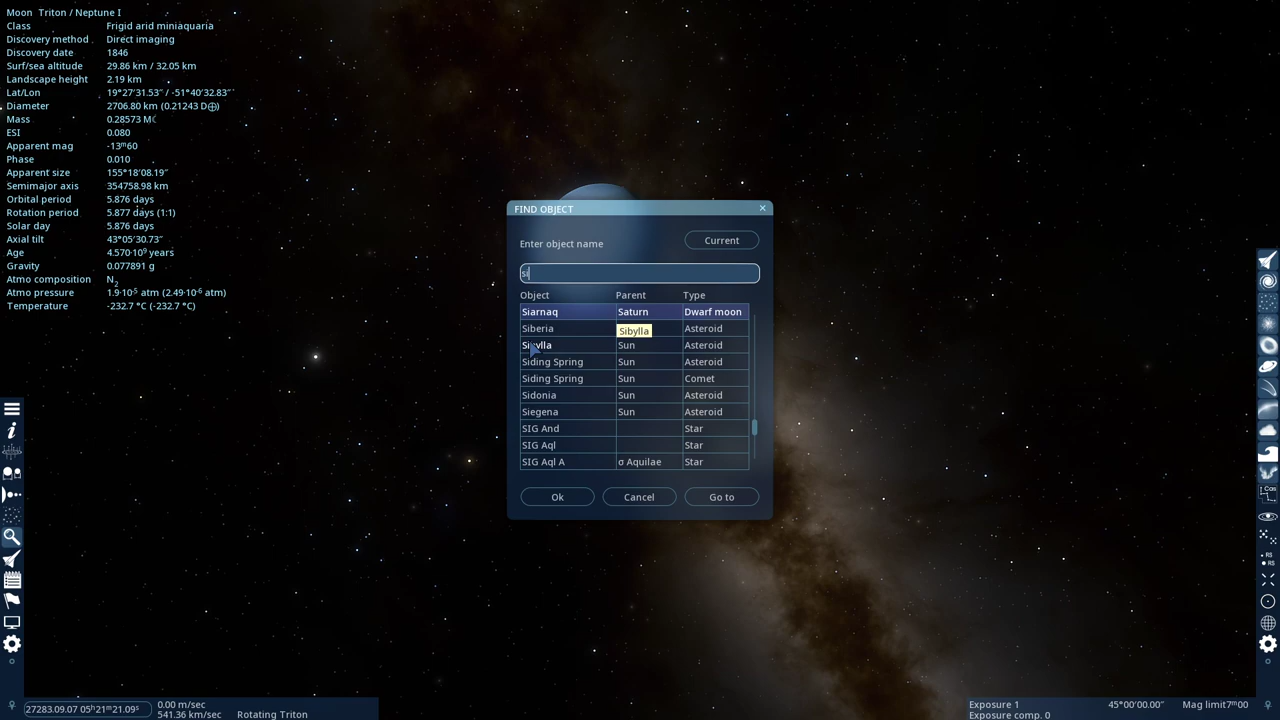 Moon Triton / Neptune I
Class Frigid arid miniaquaria
Discovery method Direct imaging
Discovery date 1846
Surf/sea altitude 29.86 km / 32.05 km
Landscape height 2.19 km
Lat/Lon 19°27'31.53" / -51°40'32.83"
Diameter 2706.80 km (0.21243 D⊕)
Mass 0.28573 M☾
ESI 0.080
Apparent mag -13ᵐ60
Phase 0.010
Apparent size 155°18'08.19"
Semimajor axis 354758.98 km
Orbital period 5.876 days
Rotation period 5.877 days (1:1)
Solar day 5.876 days
Axial tilt 43°05'30.73"
Age 4.570·10⁹ years
Gravity 0.077891 g
Atmo composition N₂
Atmo pressure 1.9·10⁻⁵ atm (2.49·10⁻⁶ atm)
Temperature -232.7 °C (-232.7 °C)
FIND OBJECT
Enter object name
Current
si
Object Parent Type
Siarnaq Saturn Dwarf moon
Siberia Asteroid
Sibylla
Sibylla Sun Asteroid
Siding Spring Sun Asteroid
Siding Spring Sun Comet
Sidonia Sun Asteroid
Siegena Sun Asteroid
SIG And Star
SIG Aql Star
SIG Aql A σ Aquilae Star
Ok Cancel Go to
RS
RS
27283.09.07 05ʰ21ᵐ21.09ˢ
0.00 m/sec
541.36 km/sec Rotating Triton
Exposure 1 45°00'00.00" Mag limit 7ᵐ00
Exposure comp. 0